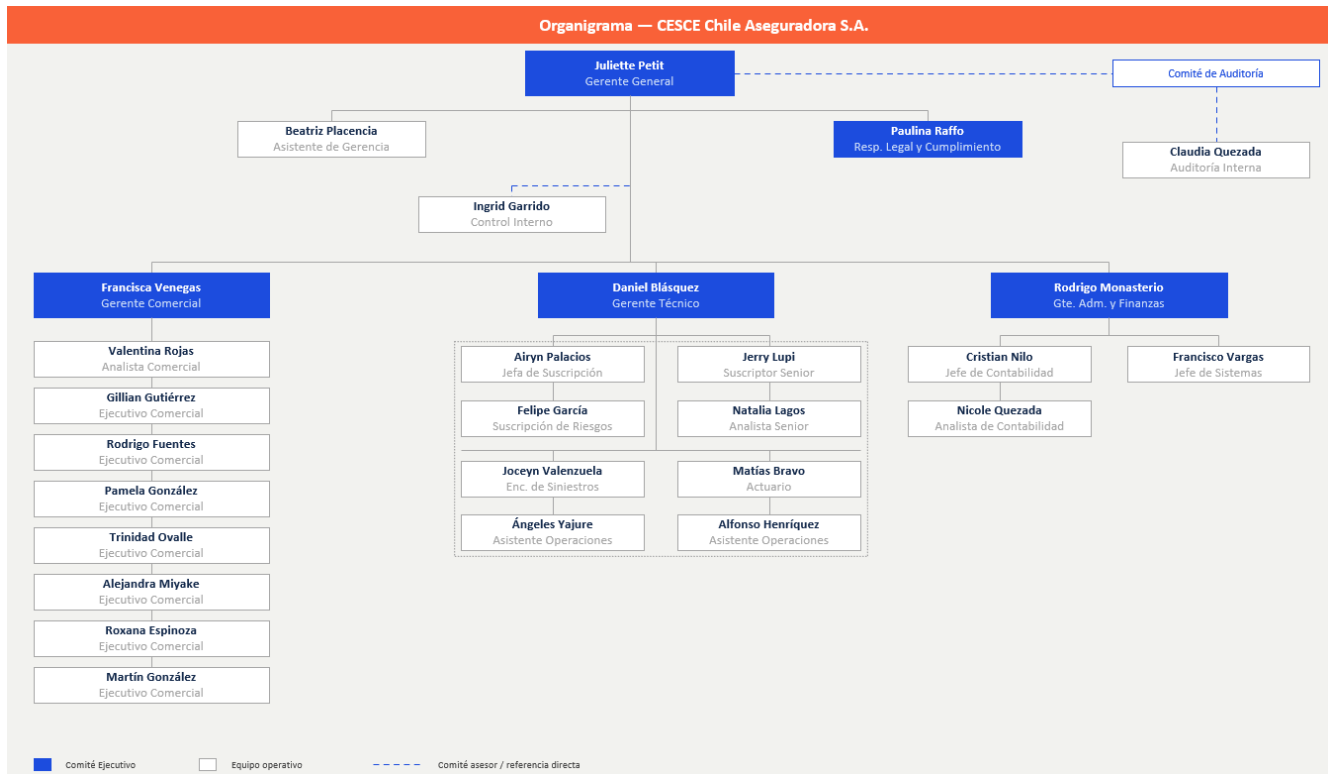 Organigrama — CESCE Chile Aseguradora S.A.
Juliette Petit
Gerente General
Comité de Auditoría
Beatriz Placencia
Asistente de Gerencia
Paulina Raffo
Resp. Legal y Cumplimiento
Claudia Quezada
Auditoría Interna
Ingrid Garrido
Control Interno
Francisca Venegas
Gerente Comercial
Valentina Rojas
Analista Comercial
Gillian Gutiérrez
Ejecutivo Comercial
Rodrigo Fuentes
Ejecutivo Comercial
Pamela González
Ejecutivo Comercial
Trinidad Ovalle
Ejecutivo Comercial
Alejandra Miyake
Ejecutivo Comercial
Roxana Espinoza
Ejecutivo Comercial
Martín González
Ejecutivo Comercial
Daniel Blásquez
Gerente Técnico
Airyn Palacios
Jefa de Suscripción
Jerry Lupi
Suscriptor Senior
Felipe García
Suscripción de Riesgos
Natalia Lagos
Analista Senior
Joceyn Valenzuela
Enc. de Siniestros
Matías Bravo
Actuario
Ángeles Yajure
Asistente Operaciones
Alfonso Henríquez
Asistente Operaciones
Rodrigo Monasterio
Gte. Adm. y Finanzas
Cristian Nilo
Jefe de Contabilidad
Francisco Vargas
Jefe de Sistemas
Nicole Quezada
Analista de Contabilidad
Comité Ejecutivo
Equipo operativo
Comité asesor / referencia directa